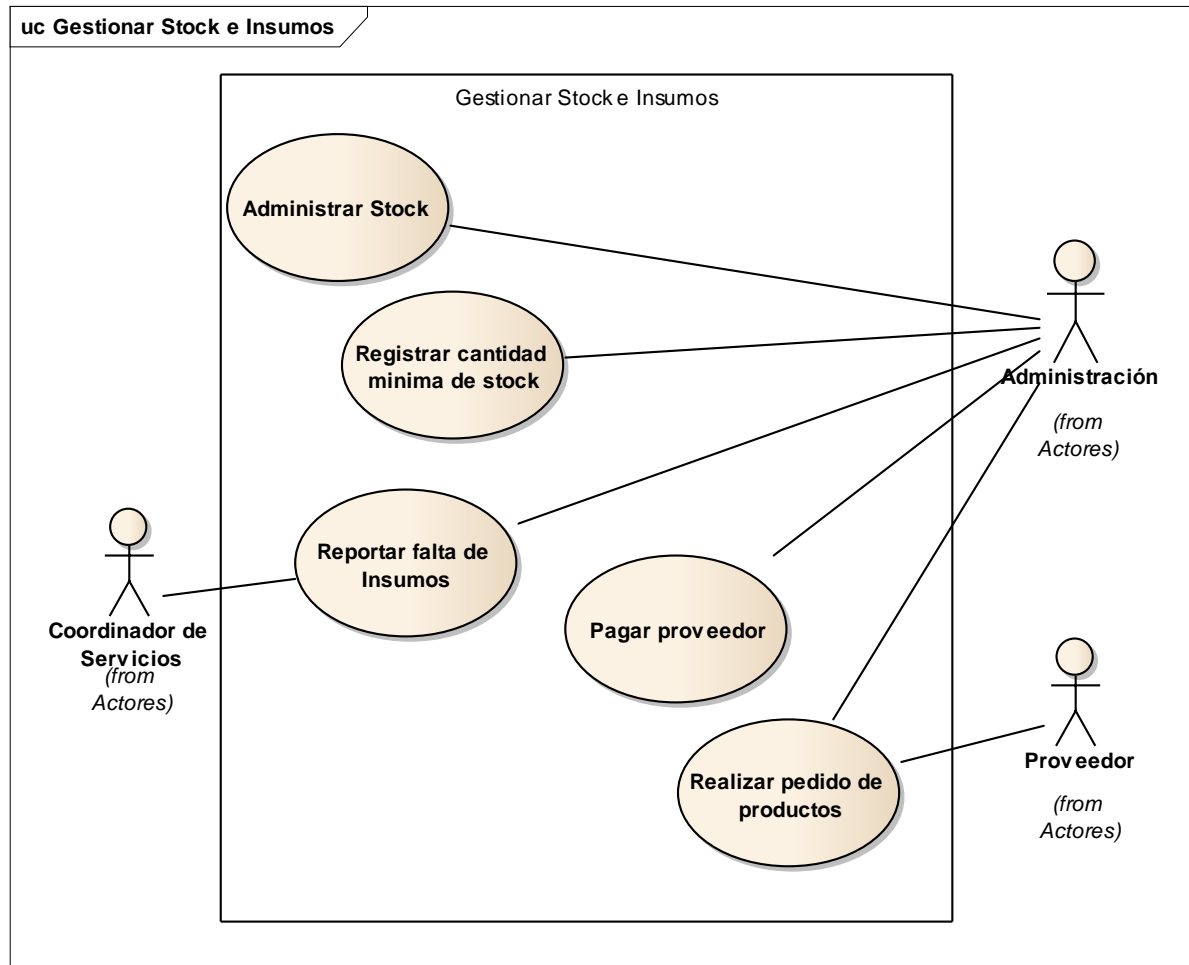 uc Gestionar Stock e Insumos
Gestionar Stock e Insumos
Administrar Stock
Registrar cantidad
minima de stock
Administración
(from
Actores)
Reportar falta de
Insumos
Coordinador de
Servicios
(from
Actores)
Pagar proveedor
Proveedor
(from
Actores)
Realizar pedido de
productos